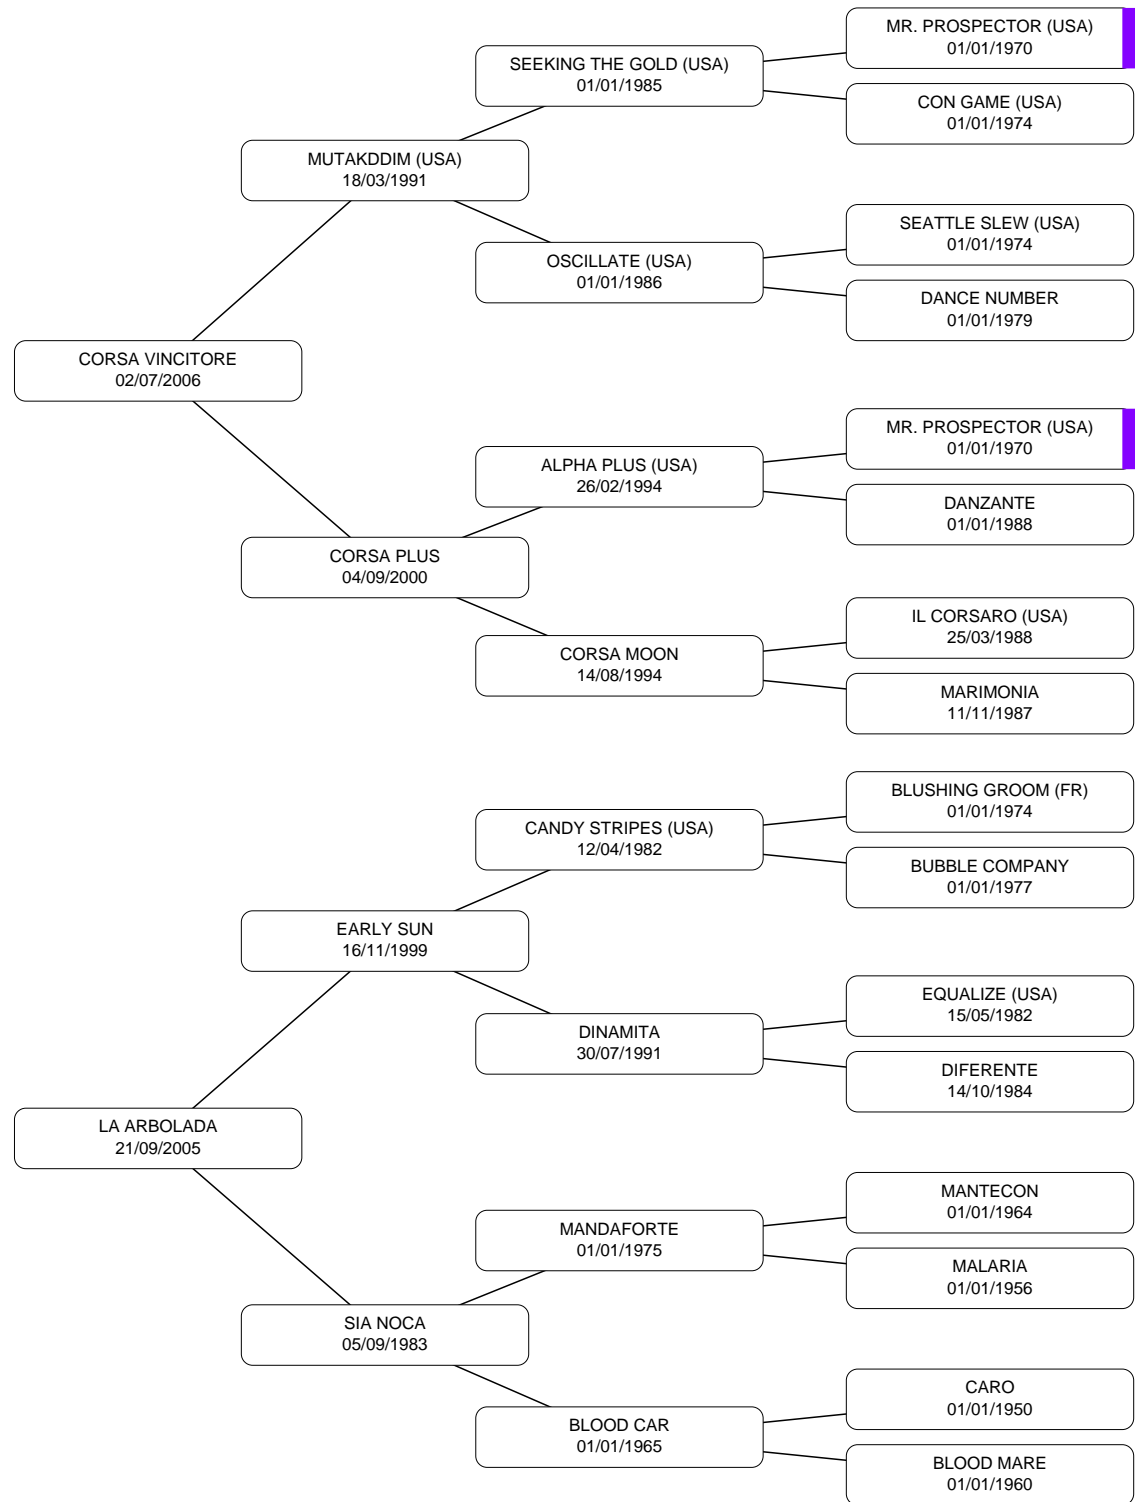 MR. PROSPECTOR (USA)
01/01/1970
SEEKING THE GOLD (USA)
01/01/1985
CON GAME (USA)
01/01/1974
MUTAKDDIM (USA)
18/03/1991
SEATTLE SLEW (USA)
01/01/1974
OSCILLATE (USA)
01/01/1986
DANCE NUMBER
01/01/1979
CORSA VINCITORE
02/07/2006
MR. PROSPECTOR (USA)
01/01/1970
ALPHA PLUS (USA)
26/02/1994
DANZANTE
01/01/1988
CORSA PLUS
04/09/2000
IL CORSARO (USA)
25/03/1988
CORSA MOON
14/08/1994
MARIMONIA
11/11/1987
BLUSHING GROOM (FR)
01/01/1974
CANDY STRIPES (USA)
12/04/1982
BUBBLE COMPANY
01/01/1977
EARLY SUN
16/11/1999
EQUALIZE (USA)
15/05/1982
DINAMITA
30/07/1991
DIFERENTE
14/10/1984
LA ARBOLADA
21/09/2005
MANTECON
01/01/1964
MANDAFORTE
01/01/1975
MALARIA
01/01/1956
SIA NOCA
05/09/1983
CARO
01/01/1950
BLOOD CAR
01/01/1965
BLOOD MARE
01/01/1960